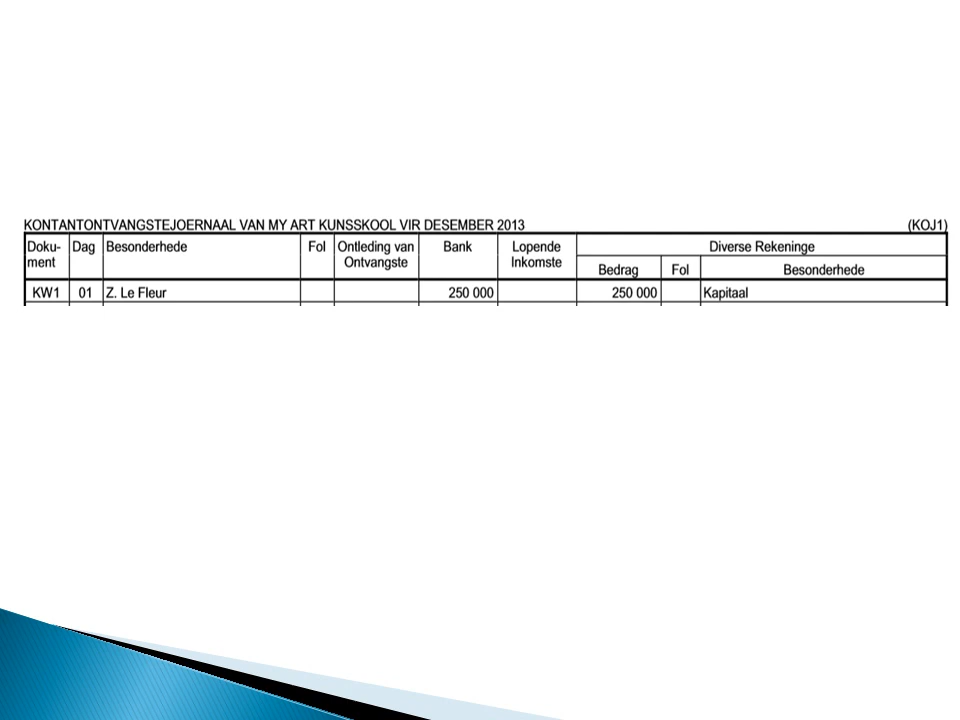 KONTANTONTVANGSTEJOERNAAL VAN MY ART KUNSSKOOL VIR DESEMBER 2013 (KOJ1)
Doku-ment Dag Besonderhede Fol Ontleding van Ontvangste Bank Lopende Inkomste Diverse Rekeninge
Bedrag Fol Besonderhede
KW1 01 Z. Le Fleur 250 000 250 000 Kapitaal